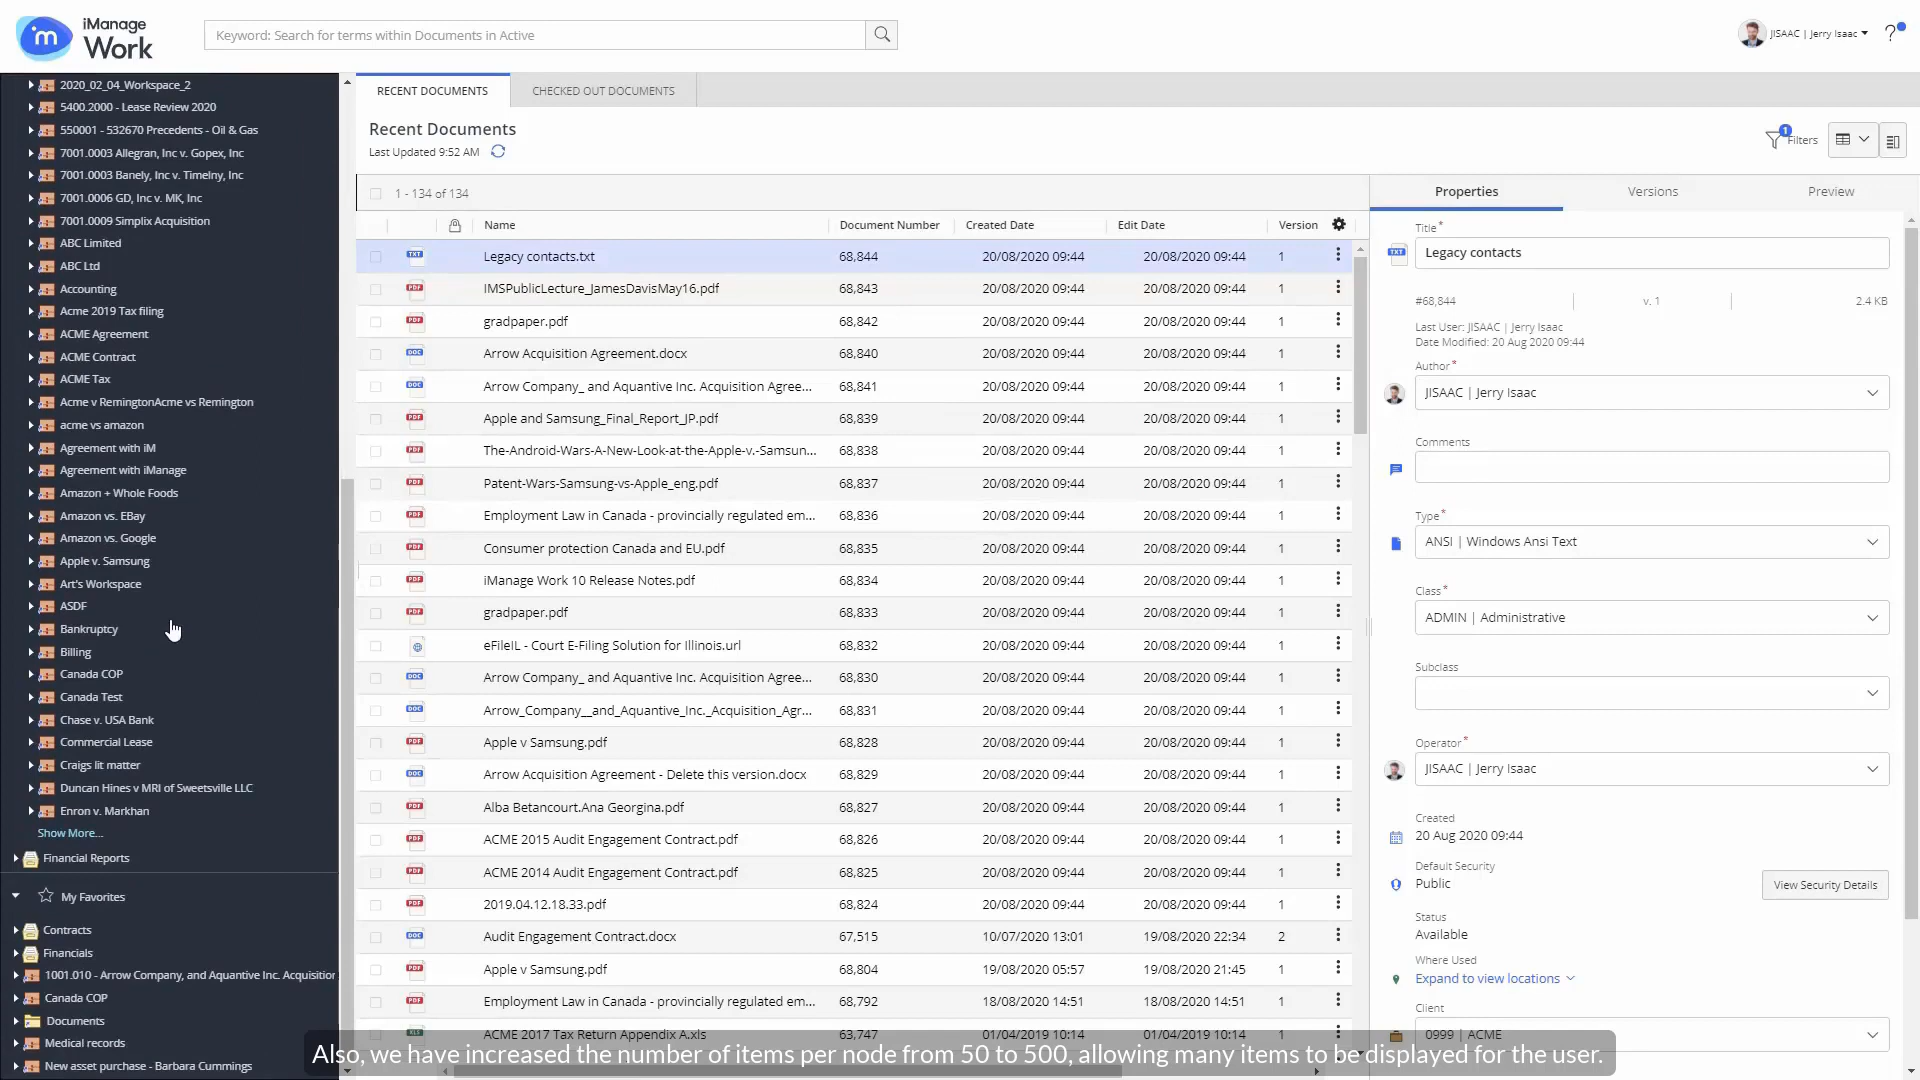 iManage
Work
Keyword: Search for terms within Documents in Active
JISAAC | Jerry Isaac
?
2020_02_04_Workspace_2
5400.2000 - Lease Review 2020
550001 - 532670 Precedents - Oil & Gas
7001.0003 Allegran, Inc v. Gopex, Inc
7001.0003 Banely, Inc v. Timelny, Inc
7001.0006 GD, Inc v. MK, Inc
7001.0009 Simplix Acquisition
ABC Limited
ABC Ltd
Accounting
Acme 2019 Tax filing
ACME Agreement
ACME Contract
ACME Tax
Acme v RemingtonAcme vs Remington
acme vs amazon
Agreement with iM
Agreement with iManage
Amazon + Whole Foods
Amazon vs. EBay
Amazon vs. Google
Apple v. Samsung
Art's Workspace
ASDF
Bankruptcy
Billing
Canada COP
Canada Test
Chase v. USA Bank
Commercial Lease
Craigs lit matter
Duncan Hines v MRI of Sweetsville LLC
Enron v. Markhan
Show More...
Financial Reports
My Favorites
Contracts
Financials
1001.010 - Arrow Company, and Aquantive Inc. Acquisition
Canada COP
Documents
Medical records
New asset purchase - Barbara Cummings
RECENT DOCUMENTS
CHECKED OUT DOCUMENTS
Recent Documents
Last Updated 9:52 AM
1
Filters
1 - 134 of 134
Name Document Number Created Date Edit Date Version
TXT Legacy contacts.txt 68,844 20/08/2020 09:44 20/08/2020 09:44 1
PDF IMSPublicLecture_JamesDavisMay16.pdf 68,843 20/08/2020 09:44 20/08/2020 09:44 1
PDF gradpaper.pdf 68,842 20/08/2020 09:44 20/08/2020 09:44 1
DOC Arrow Acquisition Agreement.docx 68,840 20/08/2020 09:44 20/08/2020 09:44 1
DOC Arrow Company_ and Aquantive Inc. Acquisition Agree... 68,841 20/08/2020 09:44 20/08/2020 09:44 1
PDF Apple and Samsung_Final_Report_JP.pdf 68,839 20/08/2020 09:44 20/08/2020 09:44 1
PDF The-Android-Wars-A-New-Look-at-the-Apple-v.-Samsun... 68,838 20/08/2020 09:44 20/08/2020 09:44 1
PDF Patent-Wars-Samsung-vs-Apple_eng.pdf 68,837 20/08/2020 09:44 20/08/2020 09:44 1
PDF Employment Law in Canada - provincially regulated em... 68,836 20/08/2020 09:44 20/08/2020 09:44 1
PDF Consumer protection Canada and EU.pdf 68,835 20/08/2020 09:44 20/08/2020 09:44 1
PDF iManage Work 10 Release Notes.pdf 68,834 20/08/2020 09:44 20/08/2020 09:44 1
PDF gradpaper.pdf 68,833 20/08/2020 09:44 20/08/2020 09:44 1
eFileIL - Court E-Filing Solution for Illinois.url 68,832 20/08/2020 09:44 20/08/2020 09:44 1
DOC Arrow Company_ and Aquantive Inc. Acquisition Agree... 68,830 20/08/2020 09:44 20/08/2020 09:44 1
DOC Arrow_Company__and_Aquantive_Inc._Acquisition_Agr... 68,831 20/08/2020 09:44 20/08/2020 09:44 1
PDF Apple v Samsung.pdf 68,828 20/08/2020 09:44 20/08/2020 09:44 1
DOC Arrow Acquisition Agreement - Delete this version.docx 68,829 20/08/2020 09:44 20/08/2020 09:44 1
PDF Alba Betancourt.Ana Georgina.pdf 68,827 20/08/2020 09:44 20/08/2020 09:44 1
PDF ACME 2015 Audit Engagement Contract.pdf 68,826 20/08/2020 09:44 20/08/2020 09:44 1
PDF ACME 2014 Audit Engagement Contract.pdf 68,825 20/08/2020 09:44 20/08/2020 09:44 1
PDF 2019.04.12.18.33.pdf 68,824 20/08/2020 09:44 20/08/2020 09:44 1
DOC Audit Engagement Contract.docx 67,515 10/07/2020 13:01 19/08/2020 22:34 2
PDF Apple v Samsung.pdf 68,804 19/08/2020 05:57 19/08/2020 21:45 1
PDF Employment Law in Canada - provincially regulated em... 68,792 18/08/2020 14:51 18/08/2020 14:51 1
XLS ACME 2017 Tax Return Appendix A.xls 63,747 01/04/2019 10:14 01/04/2019 10:14 1
Properties
Versions
Preview
Title*
TXT Legacy contacts
#68,844 v. 1 2.4 KB
Last User: JISAAC | Jerry Isaac
Date Modified: 20 Aug 2020 09:44
Author*
JISAAC | Jerry Isaac
Comments
Type*
ANSI | Windows Ansi Text
Class*
ADMIN | Administrative
Subclass
Operator*
JISAAC | Jerry Isaac
Created
20 Aug 2020 09:44
Default Security
Public
View Security Details
Status
Available
Where Used
Expand to view locations
Client
0999 | ACME
Also, we have increased the number of items per node from 50 to 500, allowing many items to be displayed for the user.